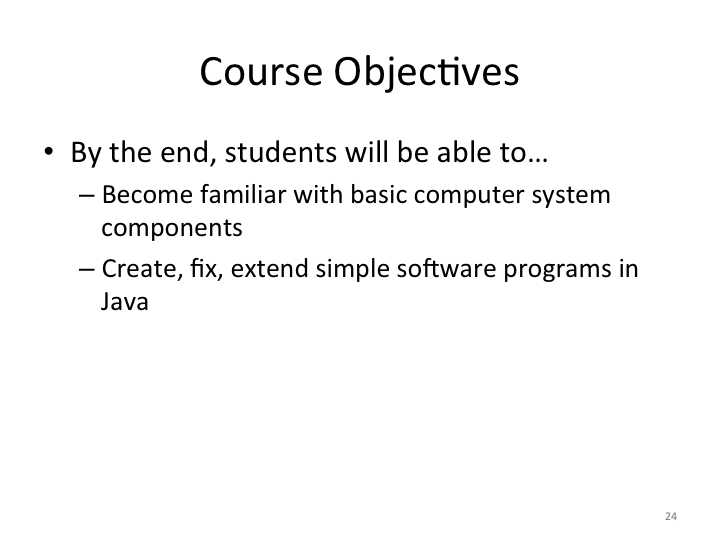 Course Objectives
• By the end, students will be able to…
– Become familiar with basic computer system
components
– Create, fix, extend simple software programs in
Java
24